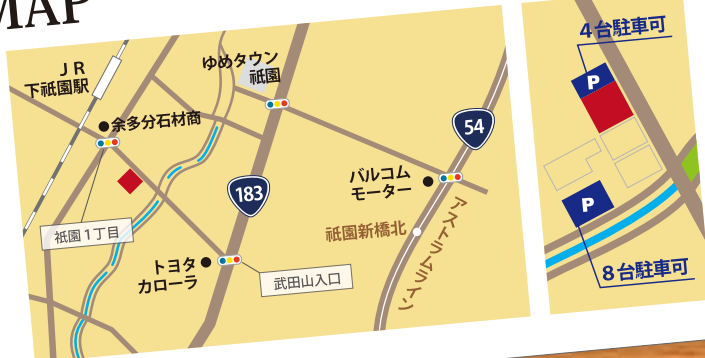 MAP
JR
下祇園駅
ゆめタウン
祇園
余多分石材商
54
183
バルコム
モーター
祇園1丁目
祇園新橋北
アストラムライン
トヨタ
カローラ
武田山入口
4台駐車可
P
P
8台駐車可